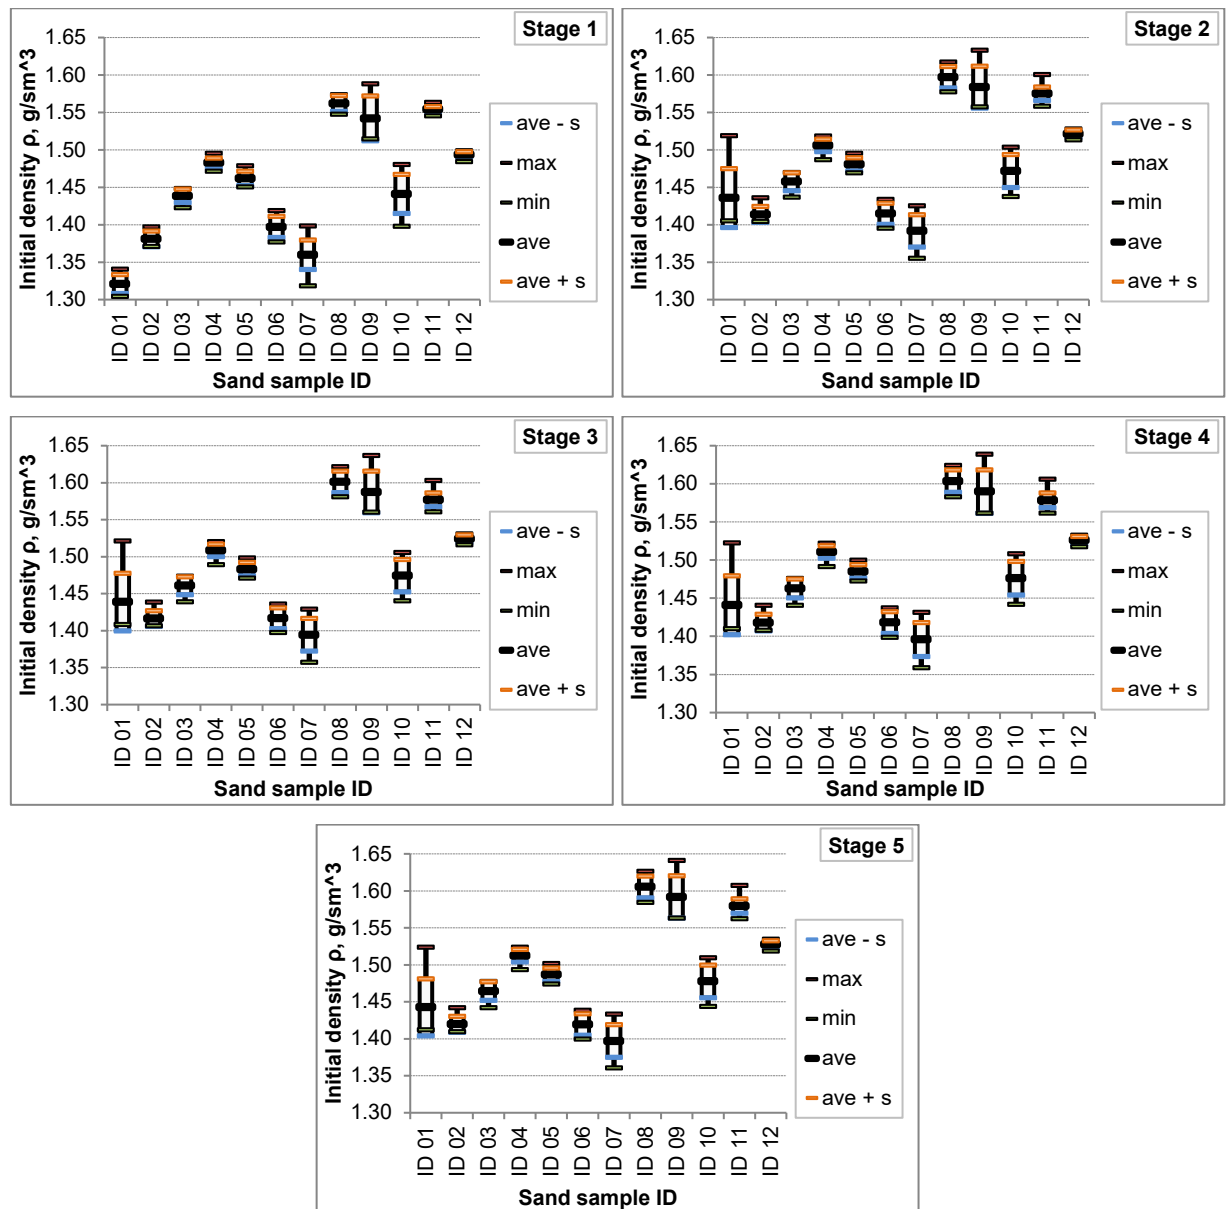 Stage 1
Initial density ρ, g/sm^3
1.65
1.60
1.55
1.50
1.45
1.40
1.35
1.30
ID 01
ID 02
ID 03
ID 04
ID 05
ID 06
ID 07
ID 08
ID 09
ID 10
ID 11
ID 12
Sand sample ID
ave - s
max
min
ave
ave + s
Stage 2
Initial density ρ, g/sm^3
1.65
1.60
1.55
1.50
1.45
1.40
1.35
1.30
ID 01
ID 02
ID 03
ID 04
ID 05
ID 06
ID 07
ID 08
ID 09
ID 10
ID 11
ID 12
Sand sample ID
ave - s
max
min
ave
ave + s
Stage 3
Initial density ρ, g/sm^3
1.65
1.60
1.55
1.50
1.45
1.40
1.35
1.30
ID 01
ID 02
ID 03
ID 04
ID 05
ID 06
ID 07
ID 08
ID 09
ID 10
ID 11
ID 12
Sand sample ID
ave - s
max
min
ave
ave + s
Stage 4
Initial density ρ, g/sm^3
1.65
1.60
1.55
1.50
1.45
1.40
1.35
1.30
ID 01
ID 02
ID 03
ID 04
ID 05
ID 06
ID 07
ID 08
ID 09
ID 10
ID 11
ID 12
Sand sample ID
ave - s
max
min
ave
ave + s
Stage 5
Initial density ρ, g/sm^3
1.65
1.60
1.55
1.50
1.45
1.40
1.35
1.30
ID 01
ID 02
ID 03
ID 04
ID 05
ID 06
ID 07
ID 08
ID 09
ID 10
ID 11
ID 12
Sand sample ID
ave - s
max
min
ave
ave + s